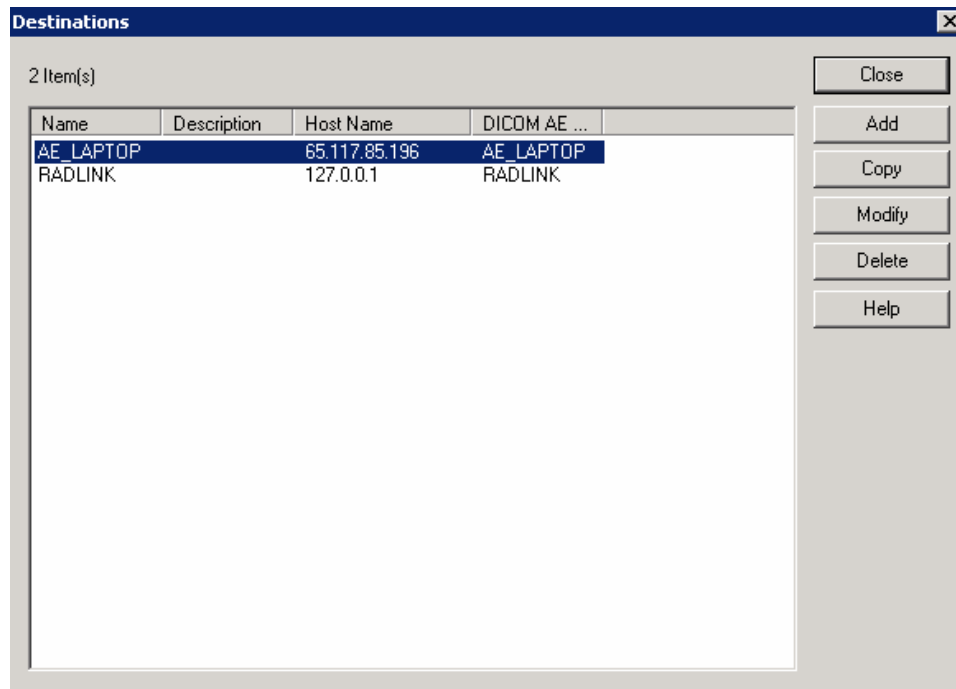 Destinations
2 Item(s)
Close
Name Description Host Name DICOM AE ...
Add
AE_LAPTOP 65.117.85.196 AE_LAPTOP
RADLINK 127.0.0.1 RADLINK
Copy
Modify
Delete
Help